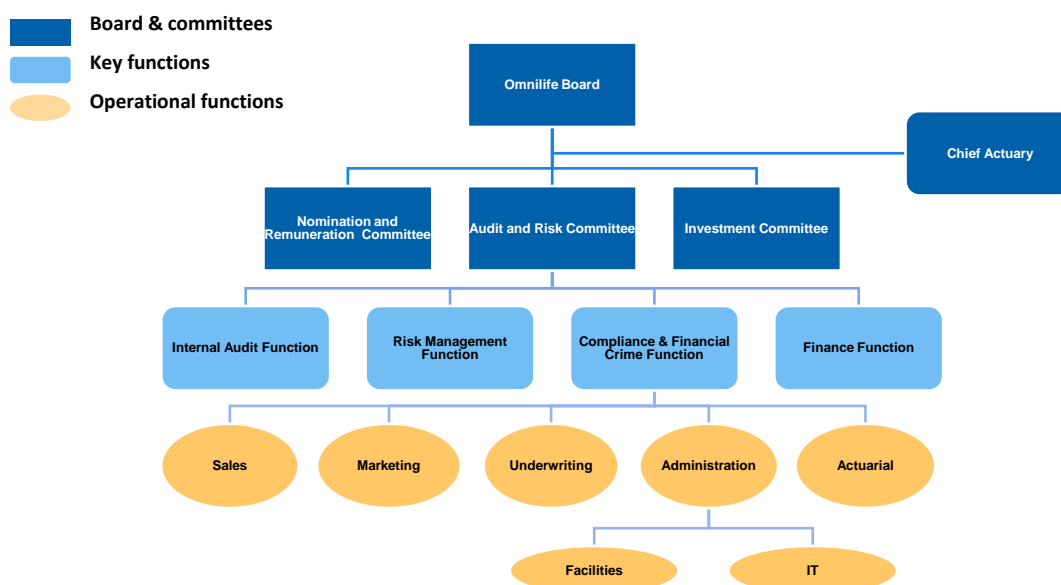 Board & committees
Key functions
Operational functions
Omnilife Board
Chief Actuary
Nomination and
Remuneration Committee
Audit and Risk Committee
Investment Committee
Internal Audit Function
Risk Management
Function
Compliance & Financial
Crime Function
Finance Function
Sales
Marketing
Underwriting
Administration
Actuarial
Facilities
IT